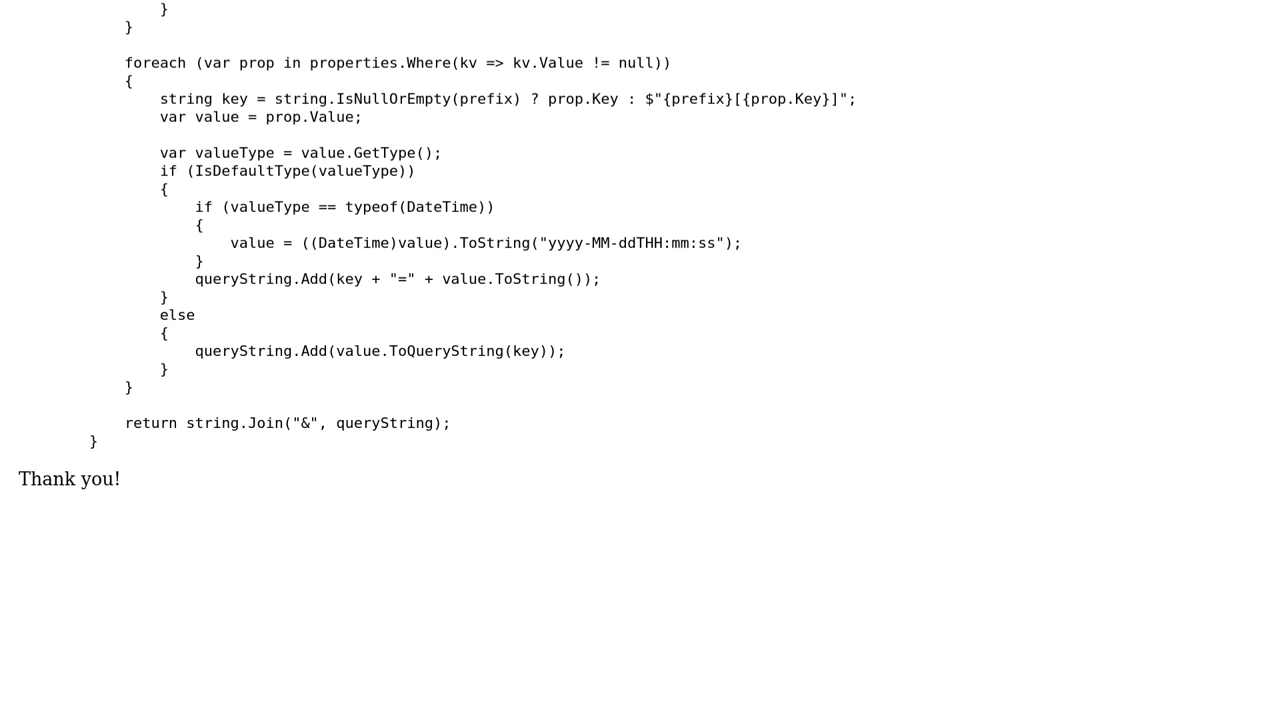 }
}
foreach (var prop in properties.Where(kv => kv.Value != null))
{
string key = string.IsNullOrEmpty(prefix) ? prop.Key : $"{prefix}[{prop.Key}]";
var value = prop.Value;
var valueType = value.GetType();
if (IsDefaultType(valueType))
{
if (valueType == typeof(DateTime))
{
value = ((DateTime)value).ToString("yyyy-MM-ddTHH:mm:ss");
}
queryString.Add(key + "=" + value.ToString());
}
else
{
queryString.Add(value.ToQueryString(key));
}
}
return string.Join("&", queryString);
}
Thank you!